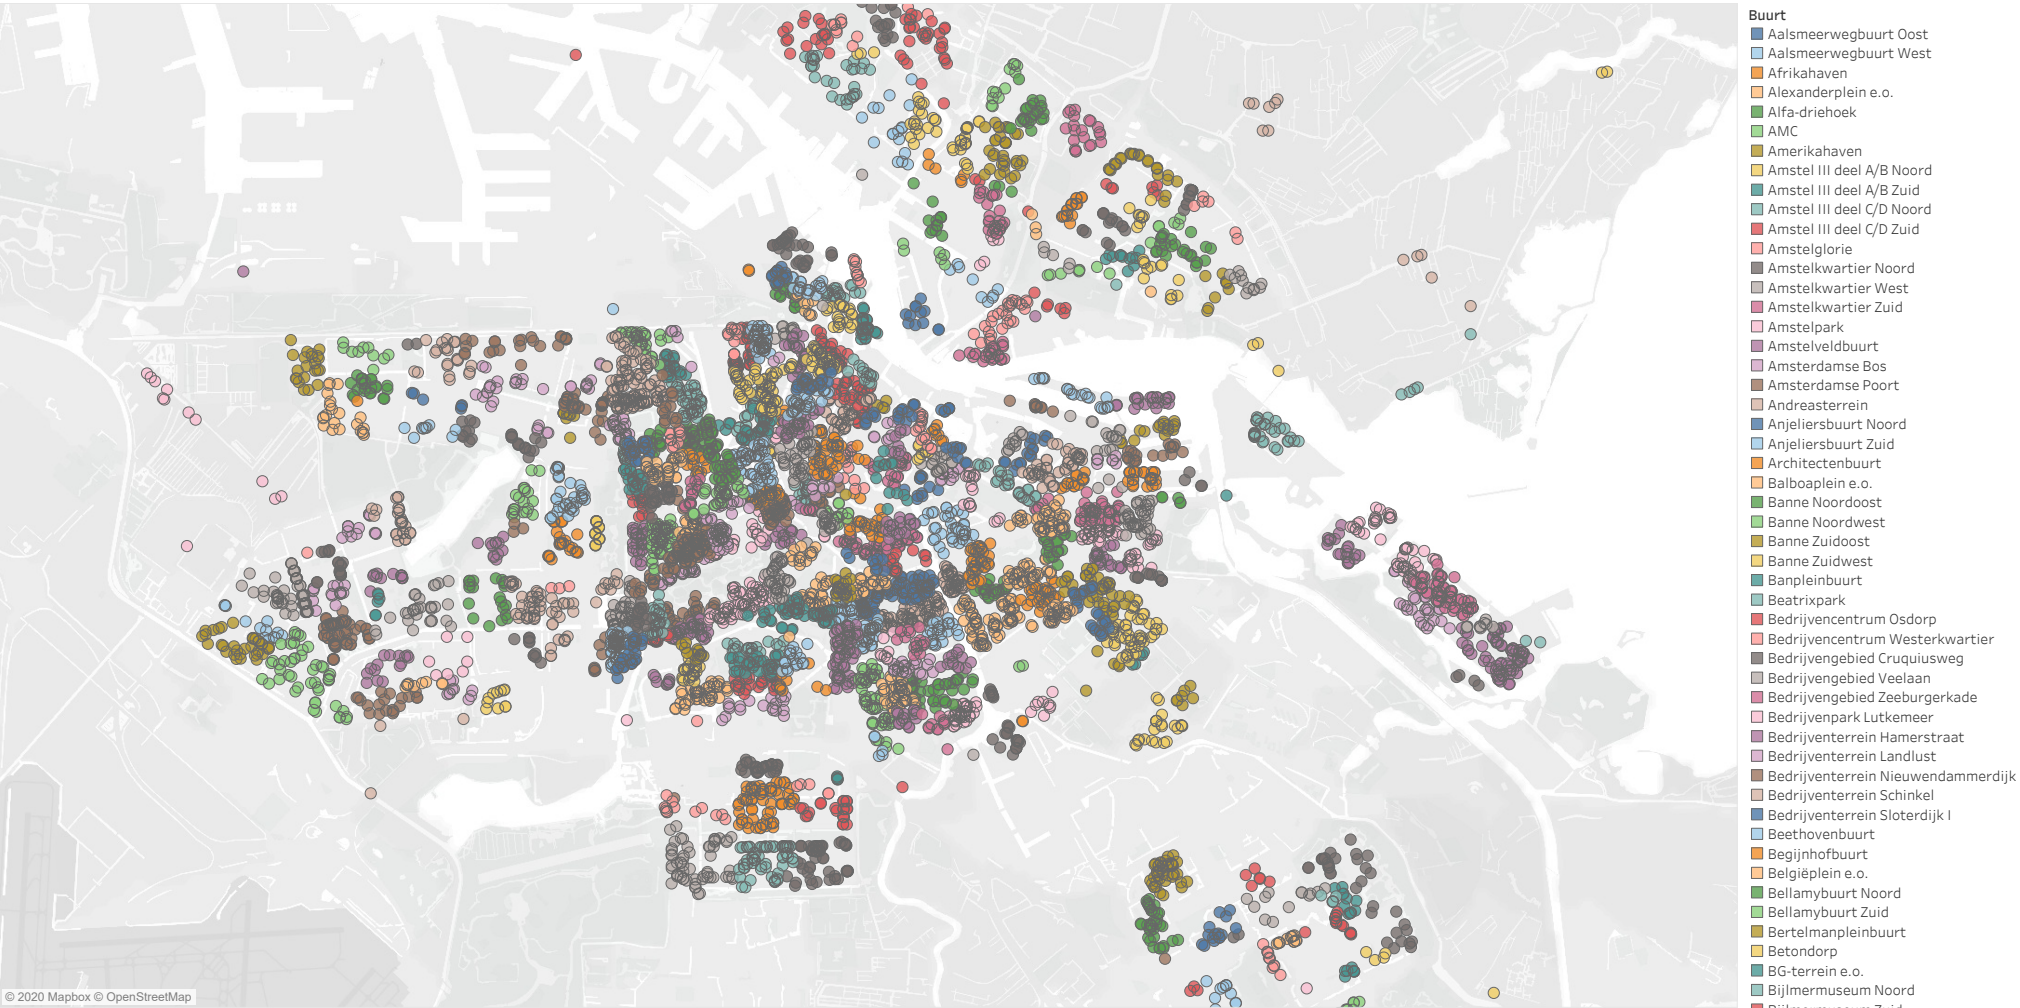 Buurt
Aalsmeerwegbuurt Oost
Aalsmeerwegbuurt West
Afrikahaven
Alexanderplein e.o.
Alfa-driehoek
AMC
Amerikahaven
Amstel III deel A/B Noord
Amstel III deel A/B Zuid
Amstel III deel C/D Noord
Amstel III deel C/D Zuid
Amstelglorie
Amstelkwartier Noord
Amstelkwartier West
Amstelkwartier Zuid
Amstelpark
Amstelveldbuurt
Amsterdamse Bos
Amsterdamse Poort
Andreasterrein
Anjeliersbuurt Noord
Anjeliersbuurt Zuid
Architectenbuurt
Balboaplein e.o.
Banne Noordoost
Banne Noordwest
Banne Zuidoost
Banne Zuidwest
Banpleinbuurt
Beatrixpark
Bedrijvencentrum Osdorp
Bedrijvencentrum Westerkwartier
Bedrijvengebied Cruquiusweg
Bedrijvengebied Veelaan
Bedrijvengebied Zeeburgerkade
Bedrijvenpark Lutkemeer
Bedrijventerrein Hamerstraat
Bedrijventerrein Landlust
Bedrijventerrein Nieuwendammerdijk
Bedrijventerrein Schinkel
Bedrijventerrein Sloterdijk I
Beethovenbuurt
Begijnhofbuurt
Belgiëplein e.o.
Bellamybuurt Noord
Bellamybuurt Zuid
Bertelmanpleinbuurt
Betondorp
BG-terrein e.o.
Bijlmermuseum Noord
© 2020 Mapbox © OpenStreetMap